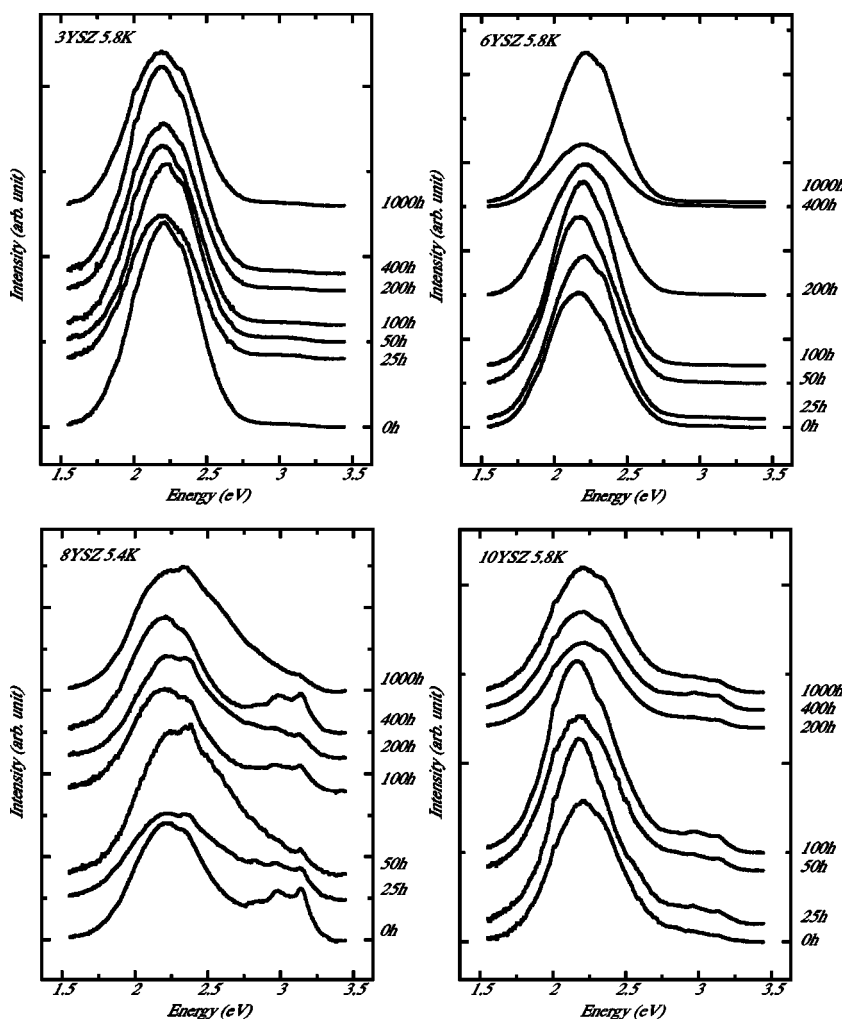 3YSZ 5.8K
Intensity (arb. unit)
1000h
400h
200h
100h
50h
25h
0h
1.5 2 2.5 3 3.5
Energy (eV)
6YSZ 5.8K
Intensity (arb. unit)
1000h
400h
200h
100h
50h
25h
0h
1.5 2 2.5 3 3.5
Energy (eV)
8YSZ 5.4K
Intensity (arb. unit)
1000h
400h
200h
100h
50h
25h
0h
1.5 2 2.5 3 3.5
Energy (eV)
10YSZ 5.8K
Intensity (arb. unit)
1000h
400h
200h
100h
50h
25h
0h
1.5 2 2.5 3 3.5
Energy (eV)